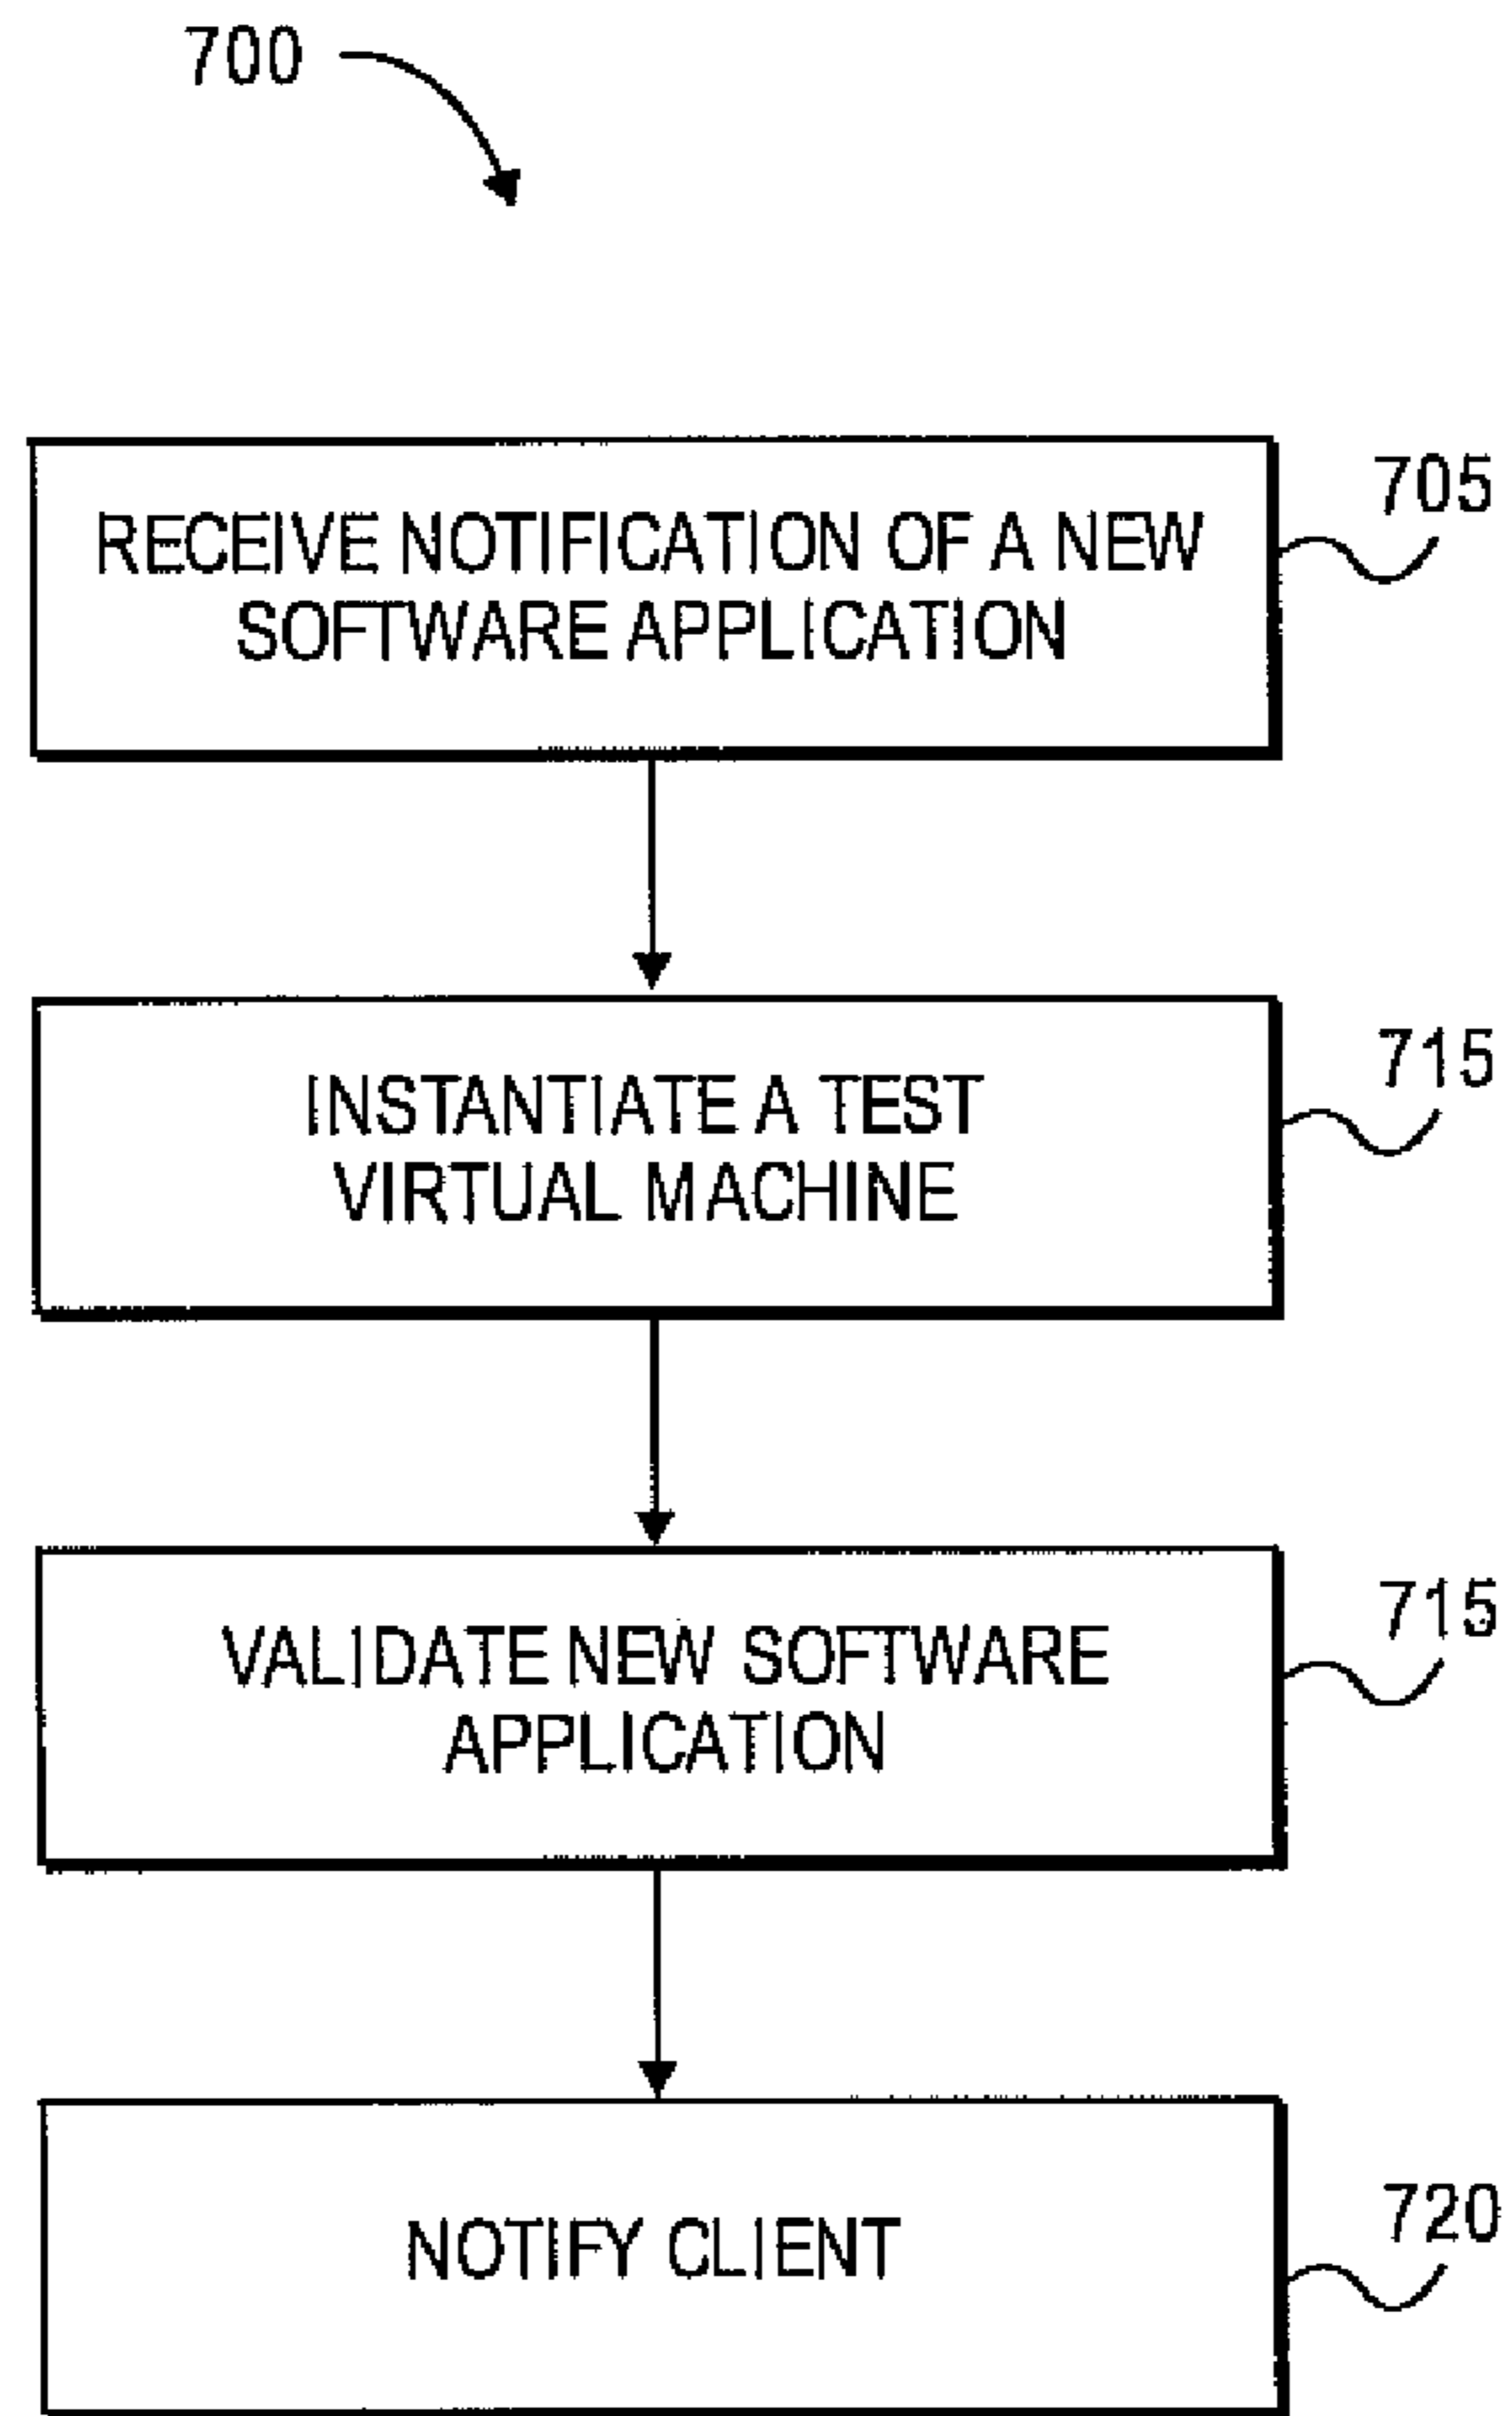 700
RECEIVE NOTIFICATION OF A NEW
SOFTWARE APPLICATION
705
INSTANTIATE A TEST
VIRTUAL MACHINE
715
VALIDATE NEW SOFTWARE
APPLICATION
715
NOTIFY CLIENT
720